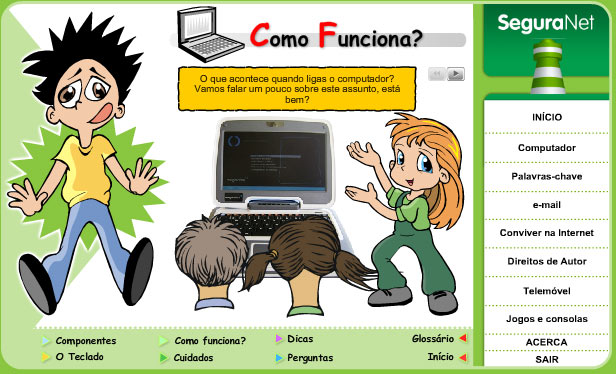 Como Funciona?
O que acontece quando ligas o computador?
Vamos falar um pouco sobre este assunto, está
bem?
SeguraNet
INÍCIO
Computador
Palavras-chave
e-mail
Conviver na Internet
Direitos de Autor
Telemóvel
Jogos e consolas
ACERCA
SAIR
Componentes
Como funciona?
Dicas
Glossário
O Teclado
Cuidados
Perguntas
Início